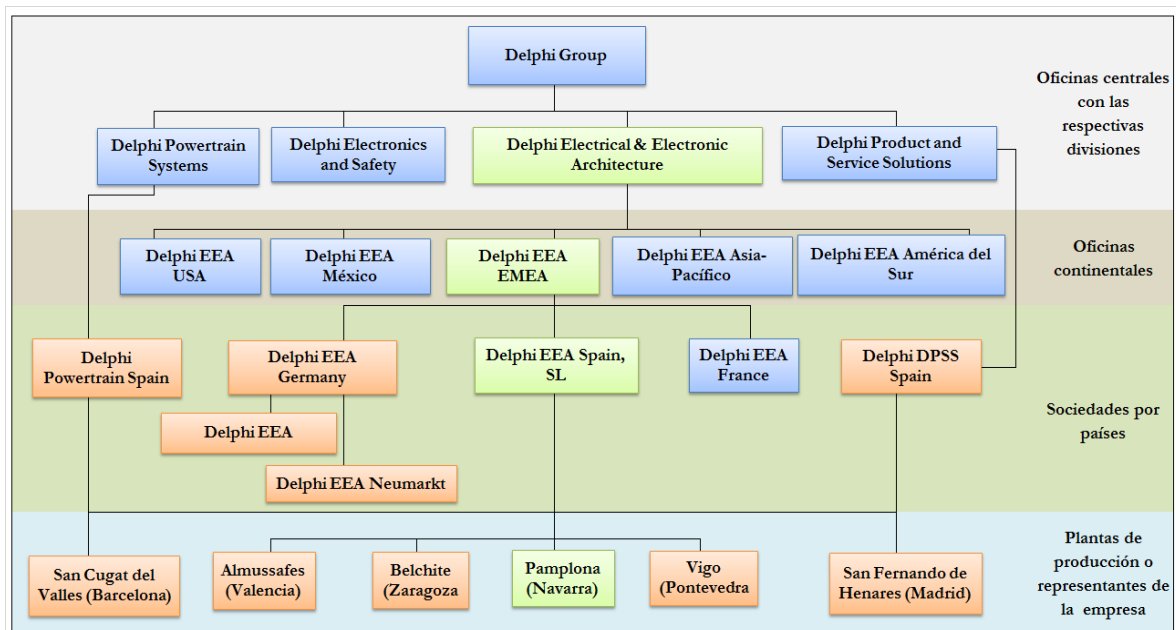 Delphi Group
Oficinas centrales
con las
respectivas
divisiones
Delphi Powertrain
Systems
Delphi Electronics
and Safety
Delphi Electrical & Electronic
Architecture
Delphi Product and
Service Solutions
Delphi EEA
USA
Delphi EEA
México
Delphi EEA
EMEA
Delphi EEA Asia-
Pacífico
Delphi EEA América del
Sur
Oficinas
continentales
Delphi
Powertrain Spain
Delphi EEA
Germany
Delphi EEA Spain,
SL
Delphi EEA
France
Delphi DPSS
Spain
Delphi EEA
Delphi EEA Neumarkt
Sociedades por
países
San Cugat del
Valles (Barcelona)
Almussafes
(Valencia)
Belchite
(Zaragoza
Pamplona
(Navarra)
Vigo
(Pontevedra
San Fernando de
Henares (Madrid)
Plantas de
producción o
representantes de
la empresa